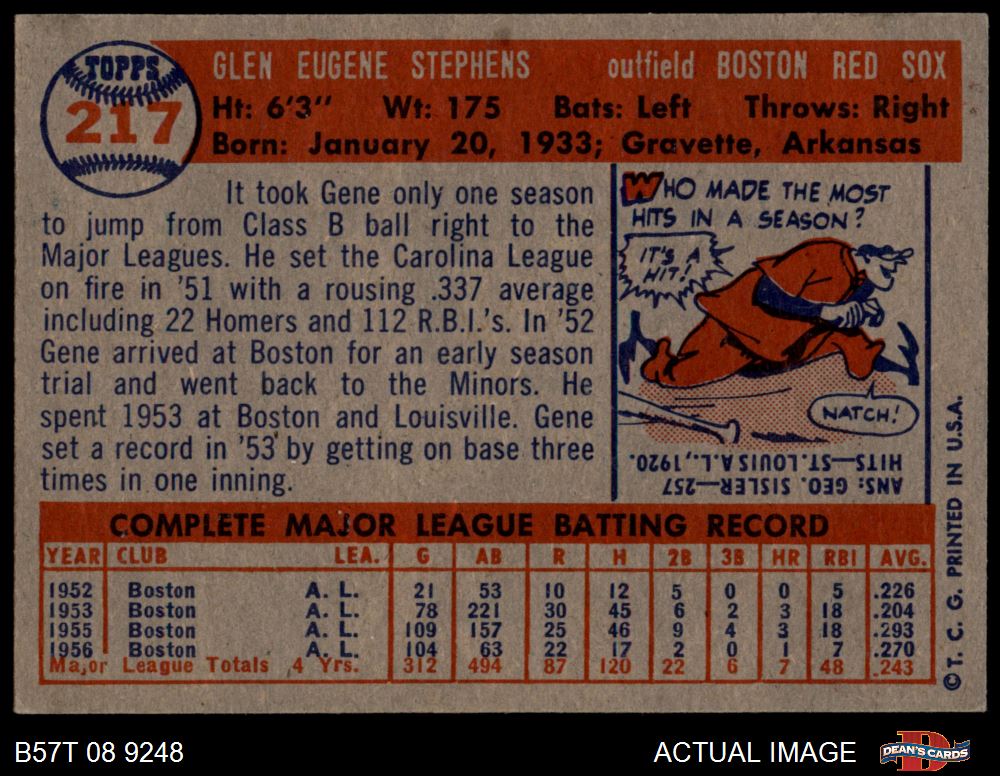 TOPPS
217
GLEN EUGENE STEPHENS outfield BOSTON RED SOX
Ht: 6'3" Wt: 175 Bats: Left Throws: Right
Born: January 20, 1933; Gravette, Arkansas
It took Gene only one season
to jump from Class B ball right to the
Major Leagues. He set the Carolina League
on fire in '51 with a rousing .337 average
including 22 Homers and 112 R.B.I.'s. In '52
Gene arrived at Boston for an early season
trial and went back to the Minors. He
spent 1953 at Boston and Louisville. Gene
set a record in '53 by getting on base three
times in one inning.
WHO MADE THE MOST
HITS IN A SEASON?
IT'S A
HIT!
NATCH!
ANS: GEO. SISLER—257
HITS—ST. LOUIS A.L., 1920.
COMPLETE MAJOR LEAGUE BATTING RECORD
YEAR CLUB LEA. G AB R H 2B 3B HR RBI AVG.
1952 Boston A. L. 21 53 10 12 5 0 0 5 .226
1953 Boston A. L. 78 221 30 45 6 2 3 18 .204
1955 Boston A. L. 109 157 25 46 9 4 3 18 .293
1956 Boston A. L. 104 63 22 17 2 0 1 7 .270
Major League Totals 4 Yrs. 312 494 87 120 22 6 7 48 .243
©T. C. G. PRINTED IN U.S.A.
B57T 08 9248
ACTUAL IMAGE
DEAN'S CARDS